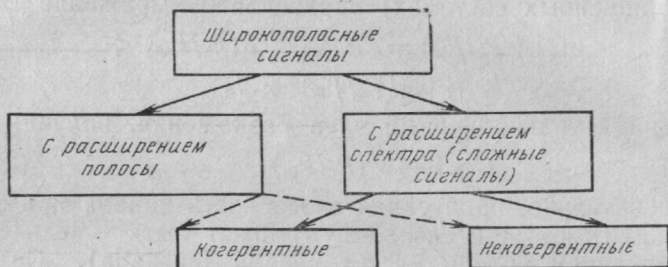 Широкополосные
сигналы
С расширением
полосы
С расширением
спектра (сложные
сигналы)
Когерентные
Некогерентные